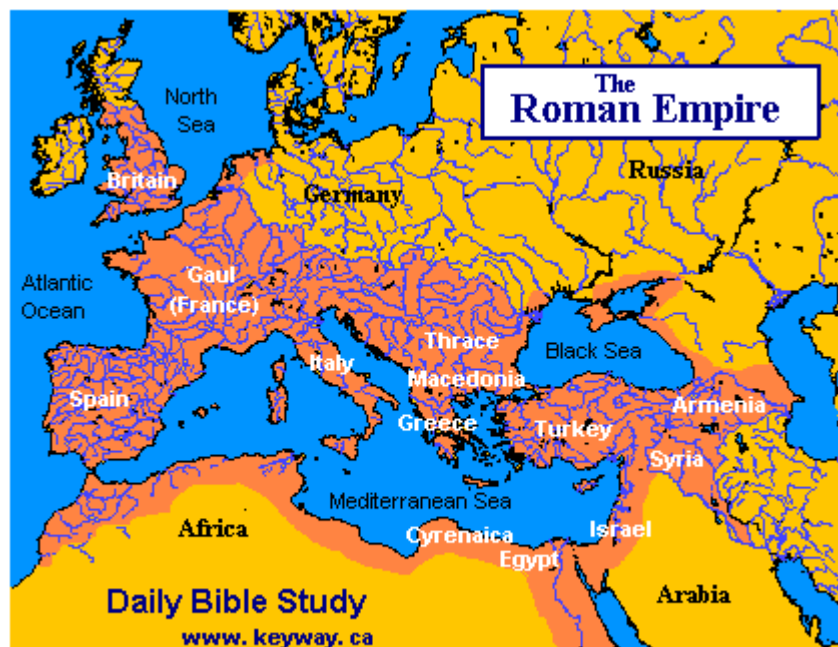 The
Roman Empire
North
Sea
Britain
Germany
Russia
Atlantic
Ocean
Gaul
(France)
Thrace
Black Sea
Italy
Macedonia
Spain
Armenia
Greece
Turkey
Syria
Mediterranean Sea
Africa
Cyrenaica
Israel
Egypt
Arabia
Daily Bible Study
www. keyway. ca